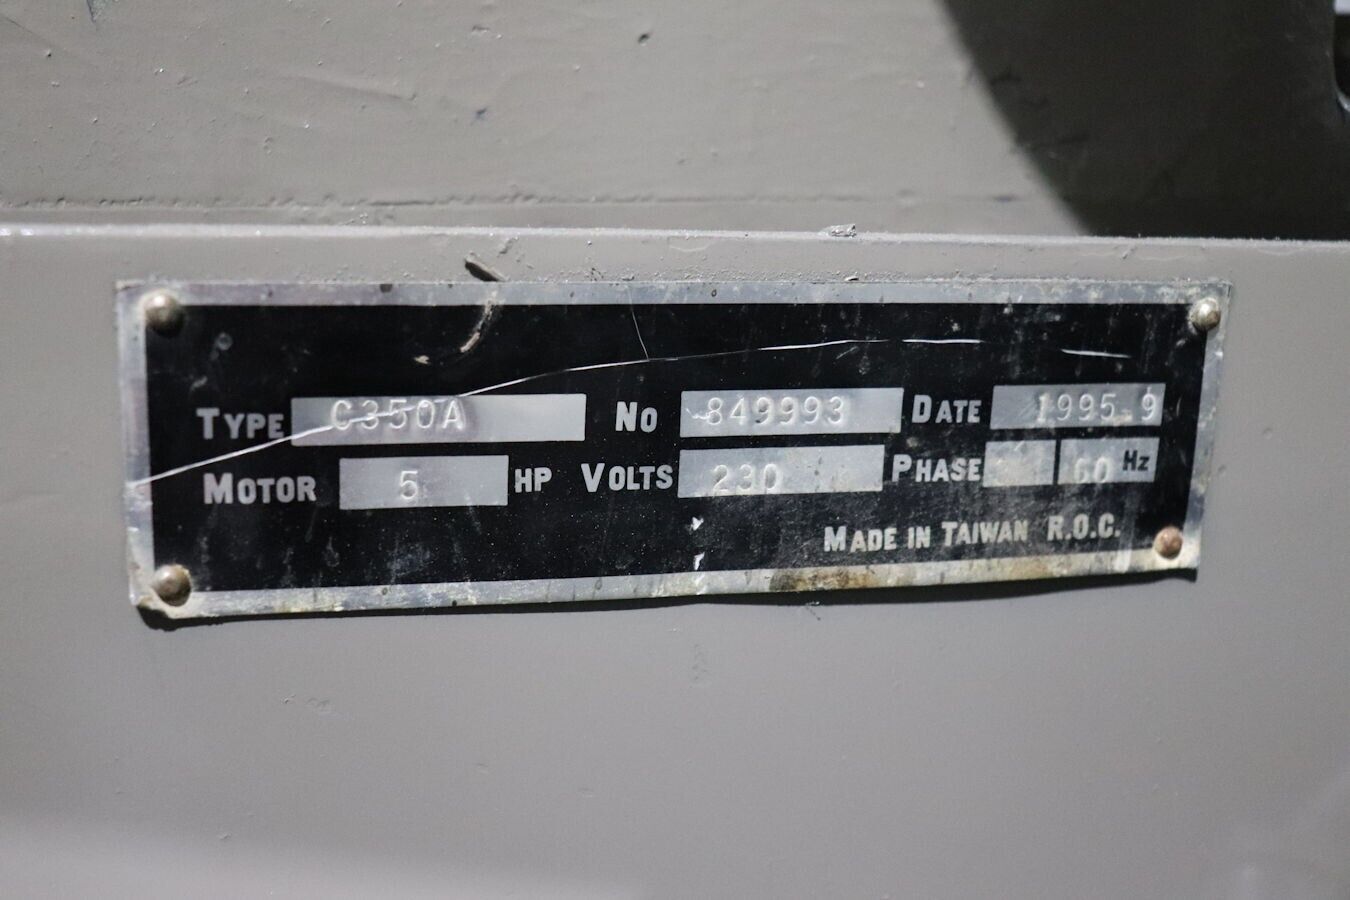 TYPE C350A NO 849993 DATE 1995.9
MOTOR 5 HP VOLTS 230 PHASE 60 Hz
MADE IN TAIWAN R.O.C.